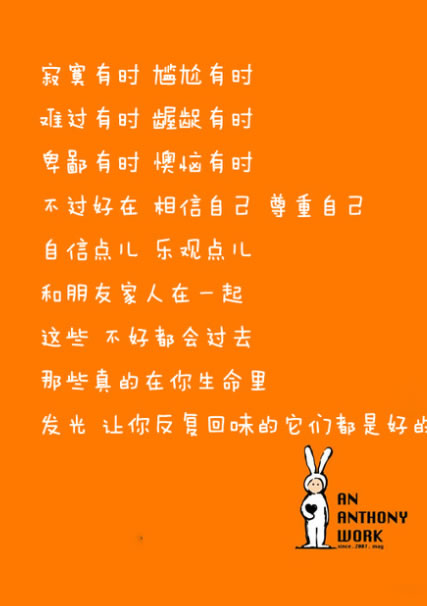 寂寞有时 尴尬有时
难过有时 龌龊有时
卑鄙有时 懊恼有时
不过好在 相信自己 尊重自己
自信点儿 乐观点儿
和朋友家人在一起
这些 不好都会过去
那些真的在你生命里
发光 让你反复回味的它们都是好的
AN
ANTHONY
WORK
since.2007.may